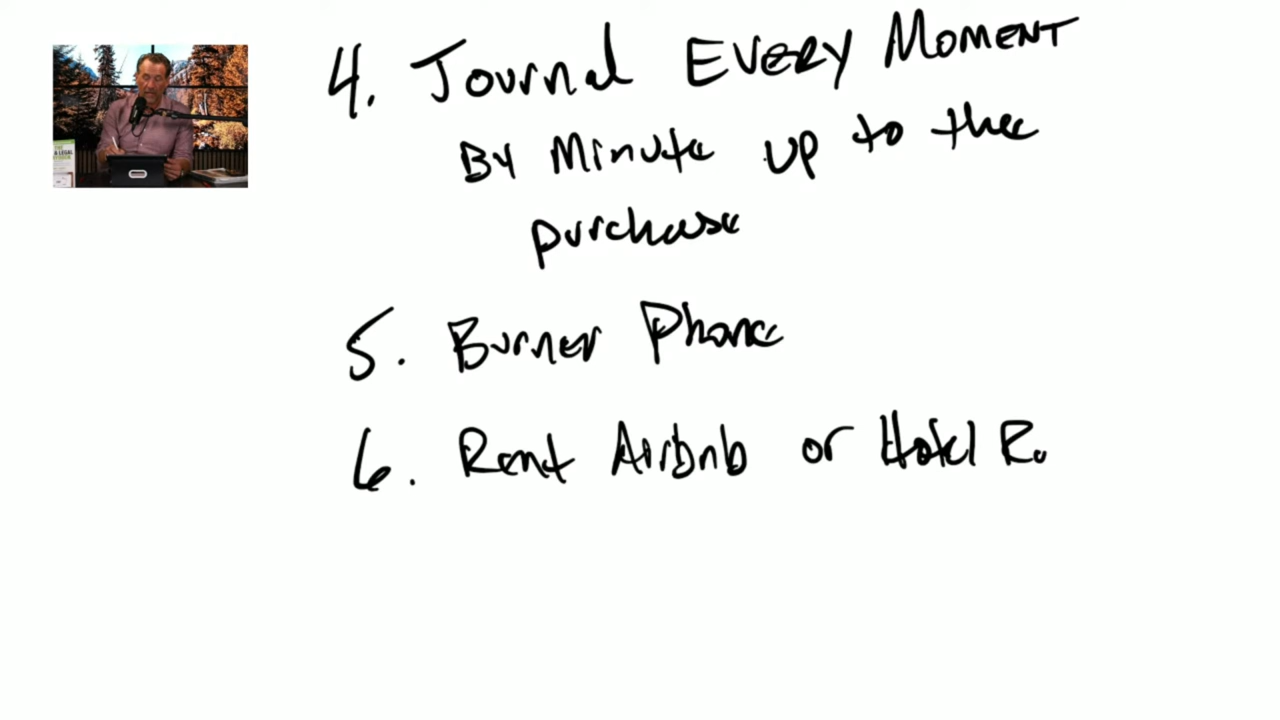 4. Journal EVERY MOMENT
By Minute up to the
purchase
5. Burner Phone
6. Rent Airbnb or Hotel Ro